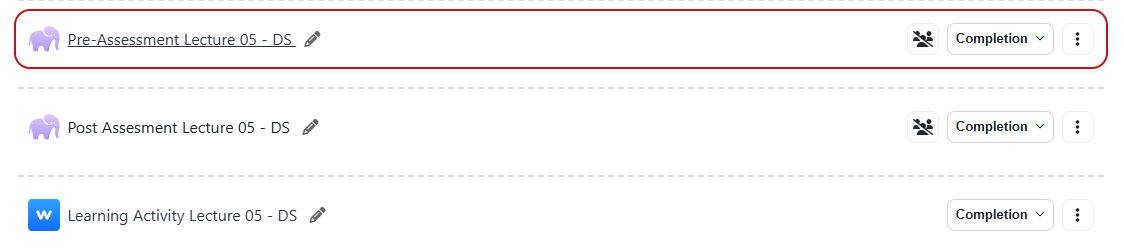 Pre-Assessment Lecture 05 - DS Completion
Post Assesment Lecture 05 - DS Completion
w Learning Activity Lecture 05 - DS Completion